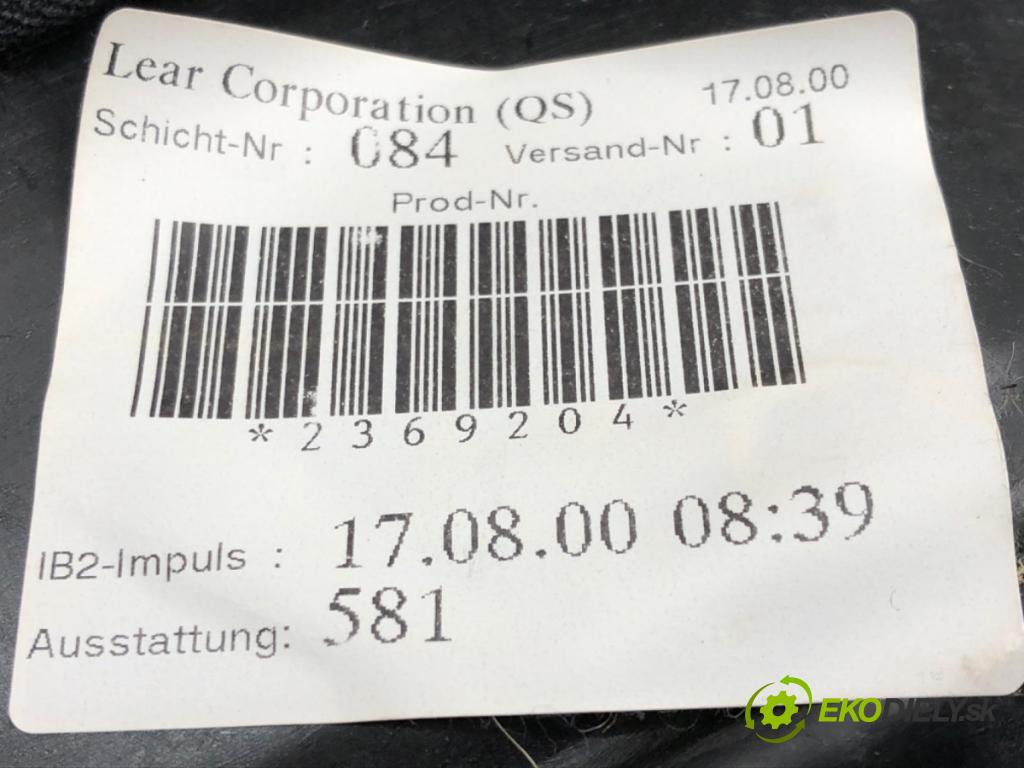 Lear Corporation (QS) 17.08.00
Schicht-Nr : 084 Versand-Nr : 01
Prod-Nr.
*2369204*
IB2-Impuls : 17.08.00 08:39
Ausstattung: 581
EKODIELY.sk